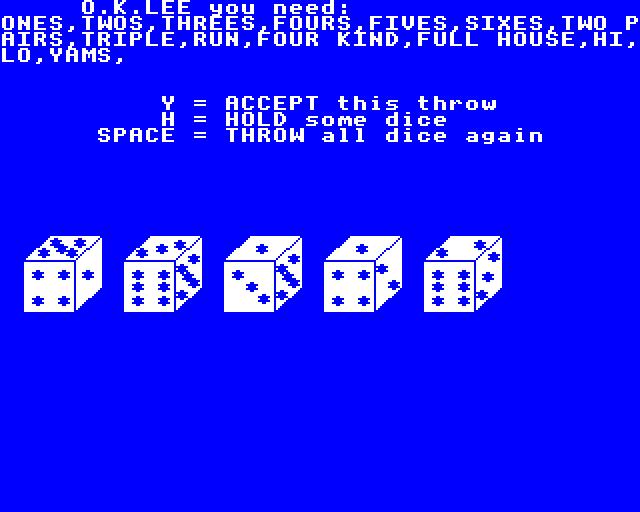 O.K.LEE you need:
ONES,TWOS,THREES,FOURS,FIVES,SIXES,TWO P
AIRS,TRIPLE,RUN,FOUR KIND,FULL HOUSE,HI,
LO,YAMS,
Y = ACCEPT this throw
H = HOLD some dice
SPACE = THROW all dice again